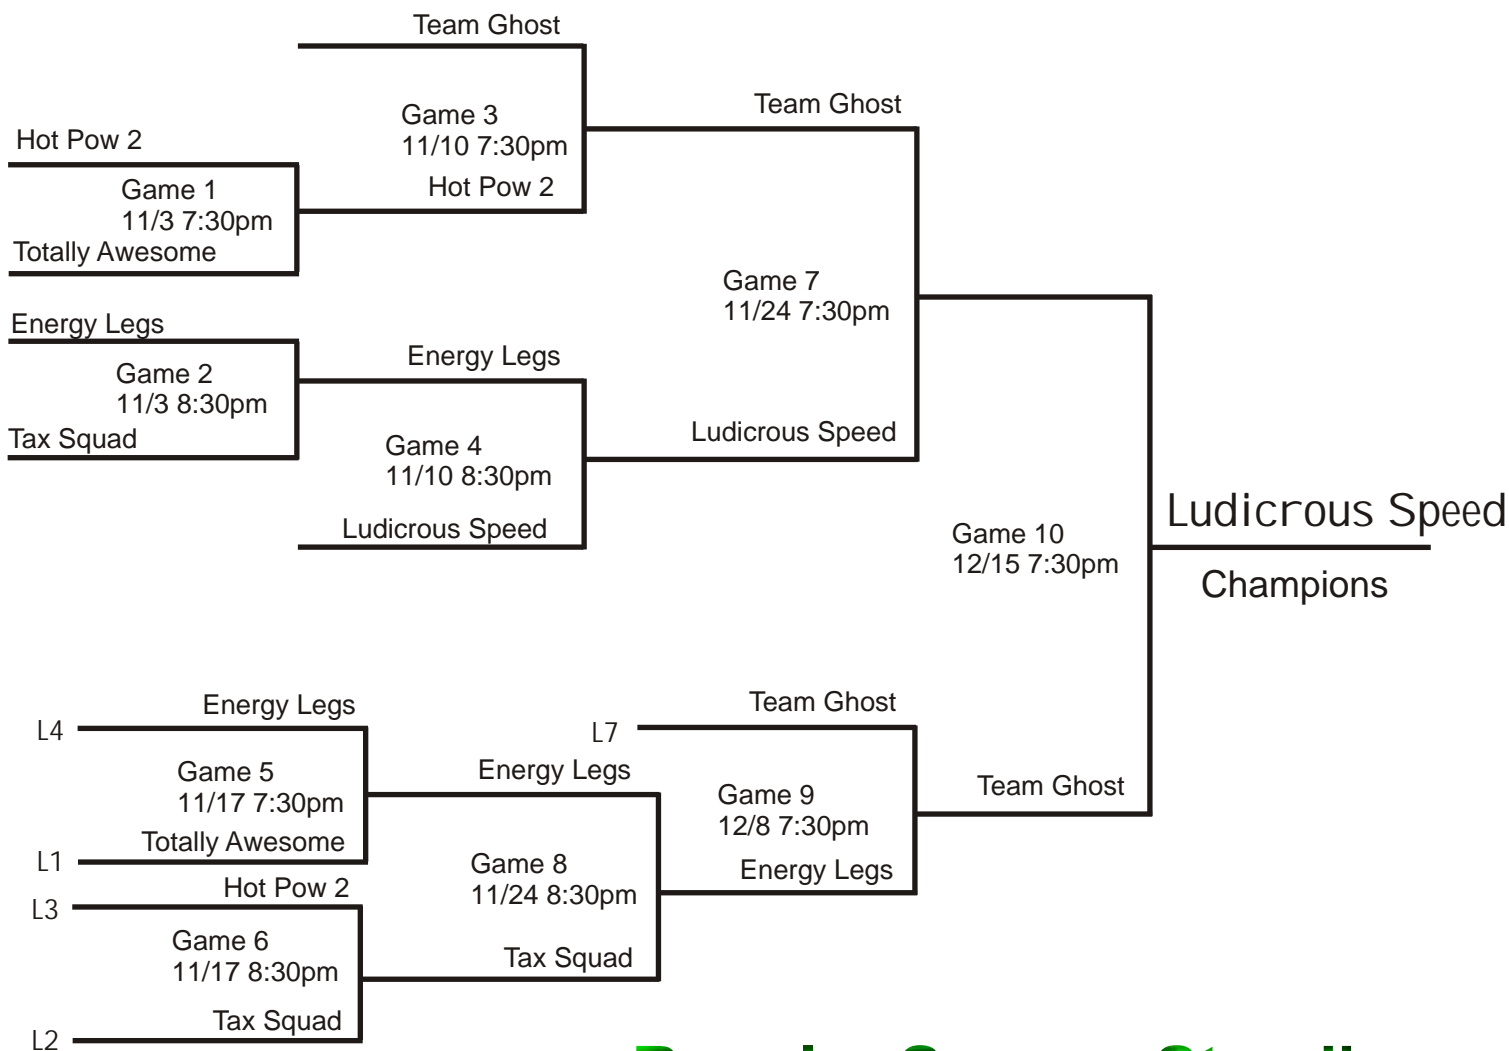 Team Ghost
Game 3
11/10 7:30pm
Hot Pow 2
Hot Pow 2
Game 1
11/3 7:30pm
Totally Awesome
Team Ghost
Game 7
11/24 7:30pm
Energy Legs
Game 2
11/3 8:30pm
Tax Squad
Energy Legs
Game 4
11/10 8:30pm
Ludicrous Speed
Ludicrous Speed
Game 10
12/15 7:30pm
Ludicrous Speed
Champions
L4
Energy Legs
Game 5
11/17 7:30pm
L1
Totally Awesome
L3
Hot Pow 2
Game 6
11/17 8:30pm
L2
Tax Squad
Energy Legs
Game 8
11/24 8:30pm
Tax Squad
L7
Team Ghost
Game 9
12/8 7:30pm
Energy Legs
Team Ghost